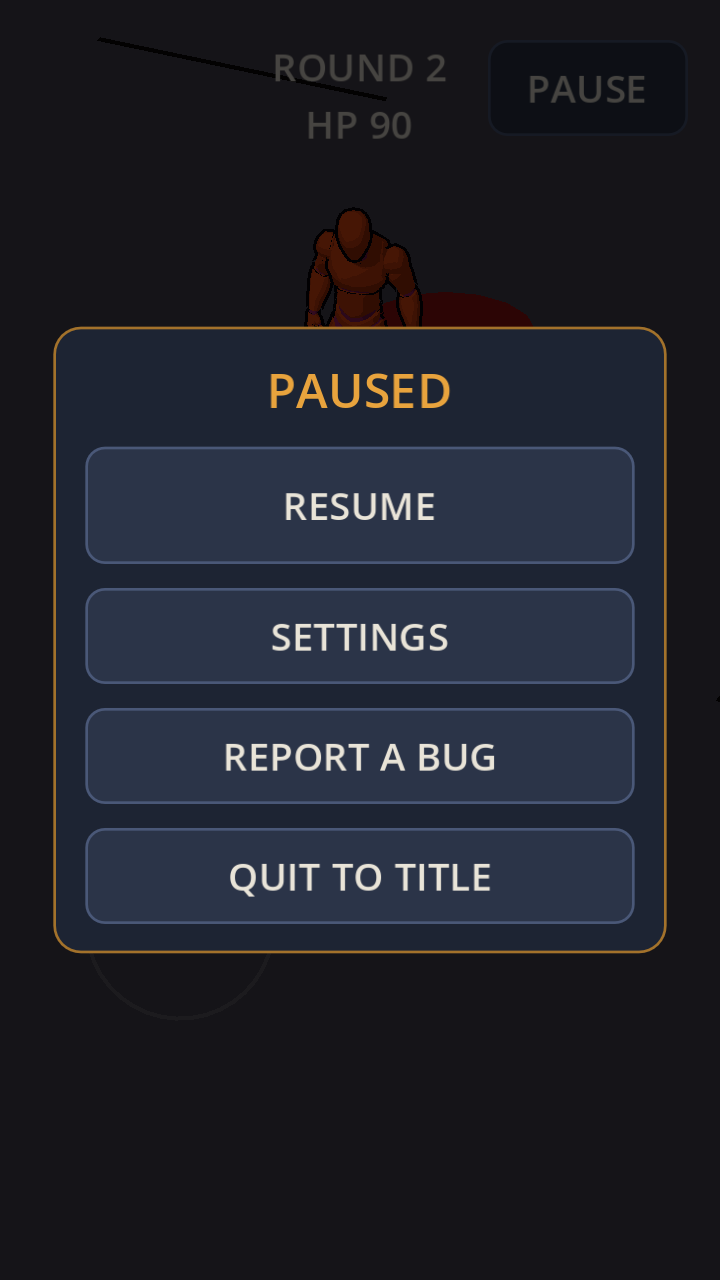 ROUND 2
PAUSE
HP 90
PAUSED
RESUME
SETTINGS
REPORT A BUG
QUIT TO TITLE